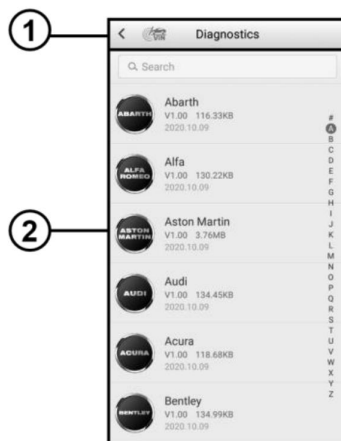 1
Diagnostics
VIN
Search
#
A
B
C
D
E
F
G
H
I
J
K
L
M
N
O
P
Q
R
S
T
U
V
W
X
Y
Z
ABARTH
Abarth
V1.00 116.33KB
2020.10.09
ALFA
ROMEO
Alfa
V1.00 130.22KB
2020.10.09
2
ASTON
MARTIN
Aston Martin
V1.00 3.76MB
2020.10.09
AUDI
Audi
V1.00 134.45KB
2020.10.09
ACURA
Acura
V1.00 118.68KB
2020.10.09
BENTLEY
Bentley
V1.00 134.99KB
2020.10.09